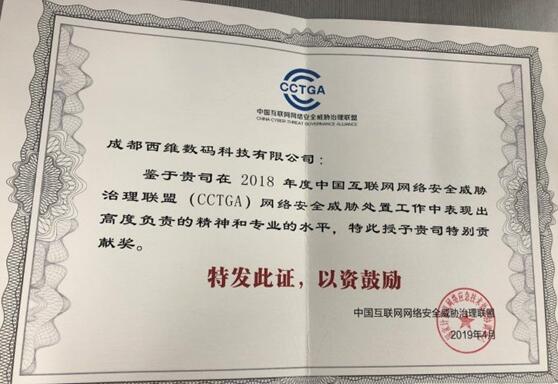 CCTGA
中国互联网网络安全威胁治理联盟
CHINA CYBER THREAT GOVERNANCE ALLIANCE
成都西维数码科技有限公司：
鉴于贵司在 2018 年度中国互联网网络安全威胁
治理联盟（CCTGA）网络安全威胁处置工作中表现出
高度负责的精神和专业的水平，特此授予贵司特别贡
献奖。
特发此证，以资鼓励
中国互联网网络安全威胁治理联盟
2019年4月